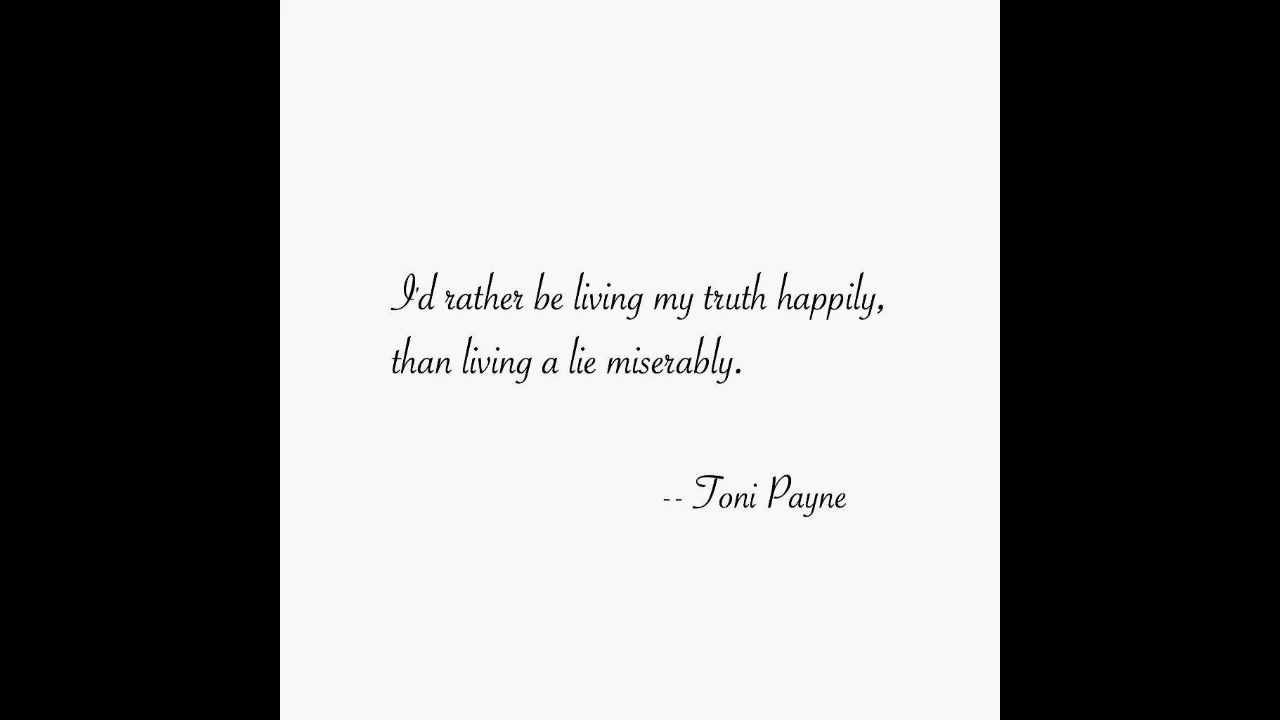 I'd rather be living my truth happily,
than living a lie miserably.
-- Toni Payne